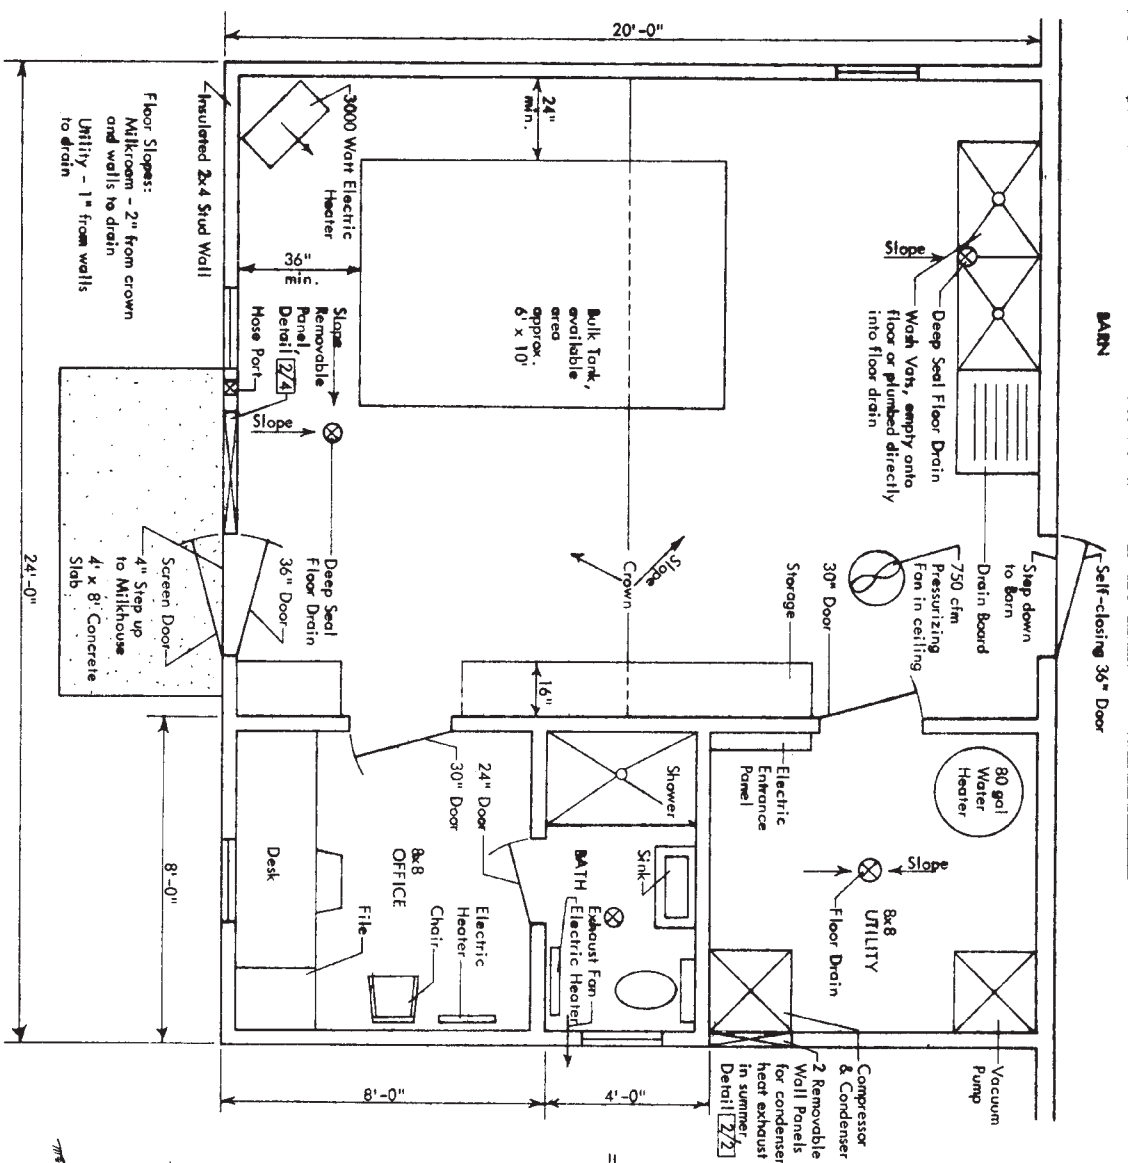 BARN
Self-closing 36" Door
20'-0"
Step down
to Barn
Drain Board
750 cfm
Pressurizing
Fan in ceiling
30" Door
Storage
Deep Seal Floor Drain
Wash Vats, empty onto
floor or plumbed directly
into floor drain
Slope
80 gal
Water
Heater
Slope
Floor Drain
8x8
UTILITY
Vacuum
Pump
Compressor
& Condenser
2 Removable
Wall Panels
for condenser
heat exhaust
in summer,
Detail 2/2
Electric
Entrance
Panel
24"
min.
Bulk Tank,
available
area
approx.
6' x 10'
Slope
Crown
16"
Shower
Sink
BATH
Exhaust Fan
Electric Heater
4'-0"
3000 Watt Electric
Heater
36"
min.
Slope
Removable
Panel,
Detail 2/4
Hose Port
Slope
Deep Seal
Floor Drain
36" Door
24" Door
30" Door
8x8
OFFICE
Electric
Heater
Chair
File
Desk
8'-0"
Insulated 2x4 Stud Wall
Floor Slopes:
Milkroom - 2" from crown
and walls to drain
Utility - 1" from walls
to drain
Screen Door
4" Step up
to Milkhouse
4' x 8' Concrete
Slab
8'-0"
24'-0"